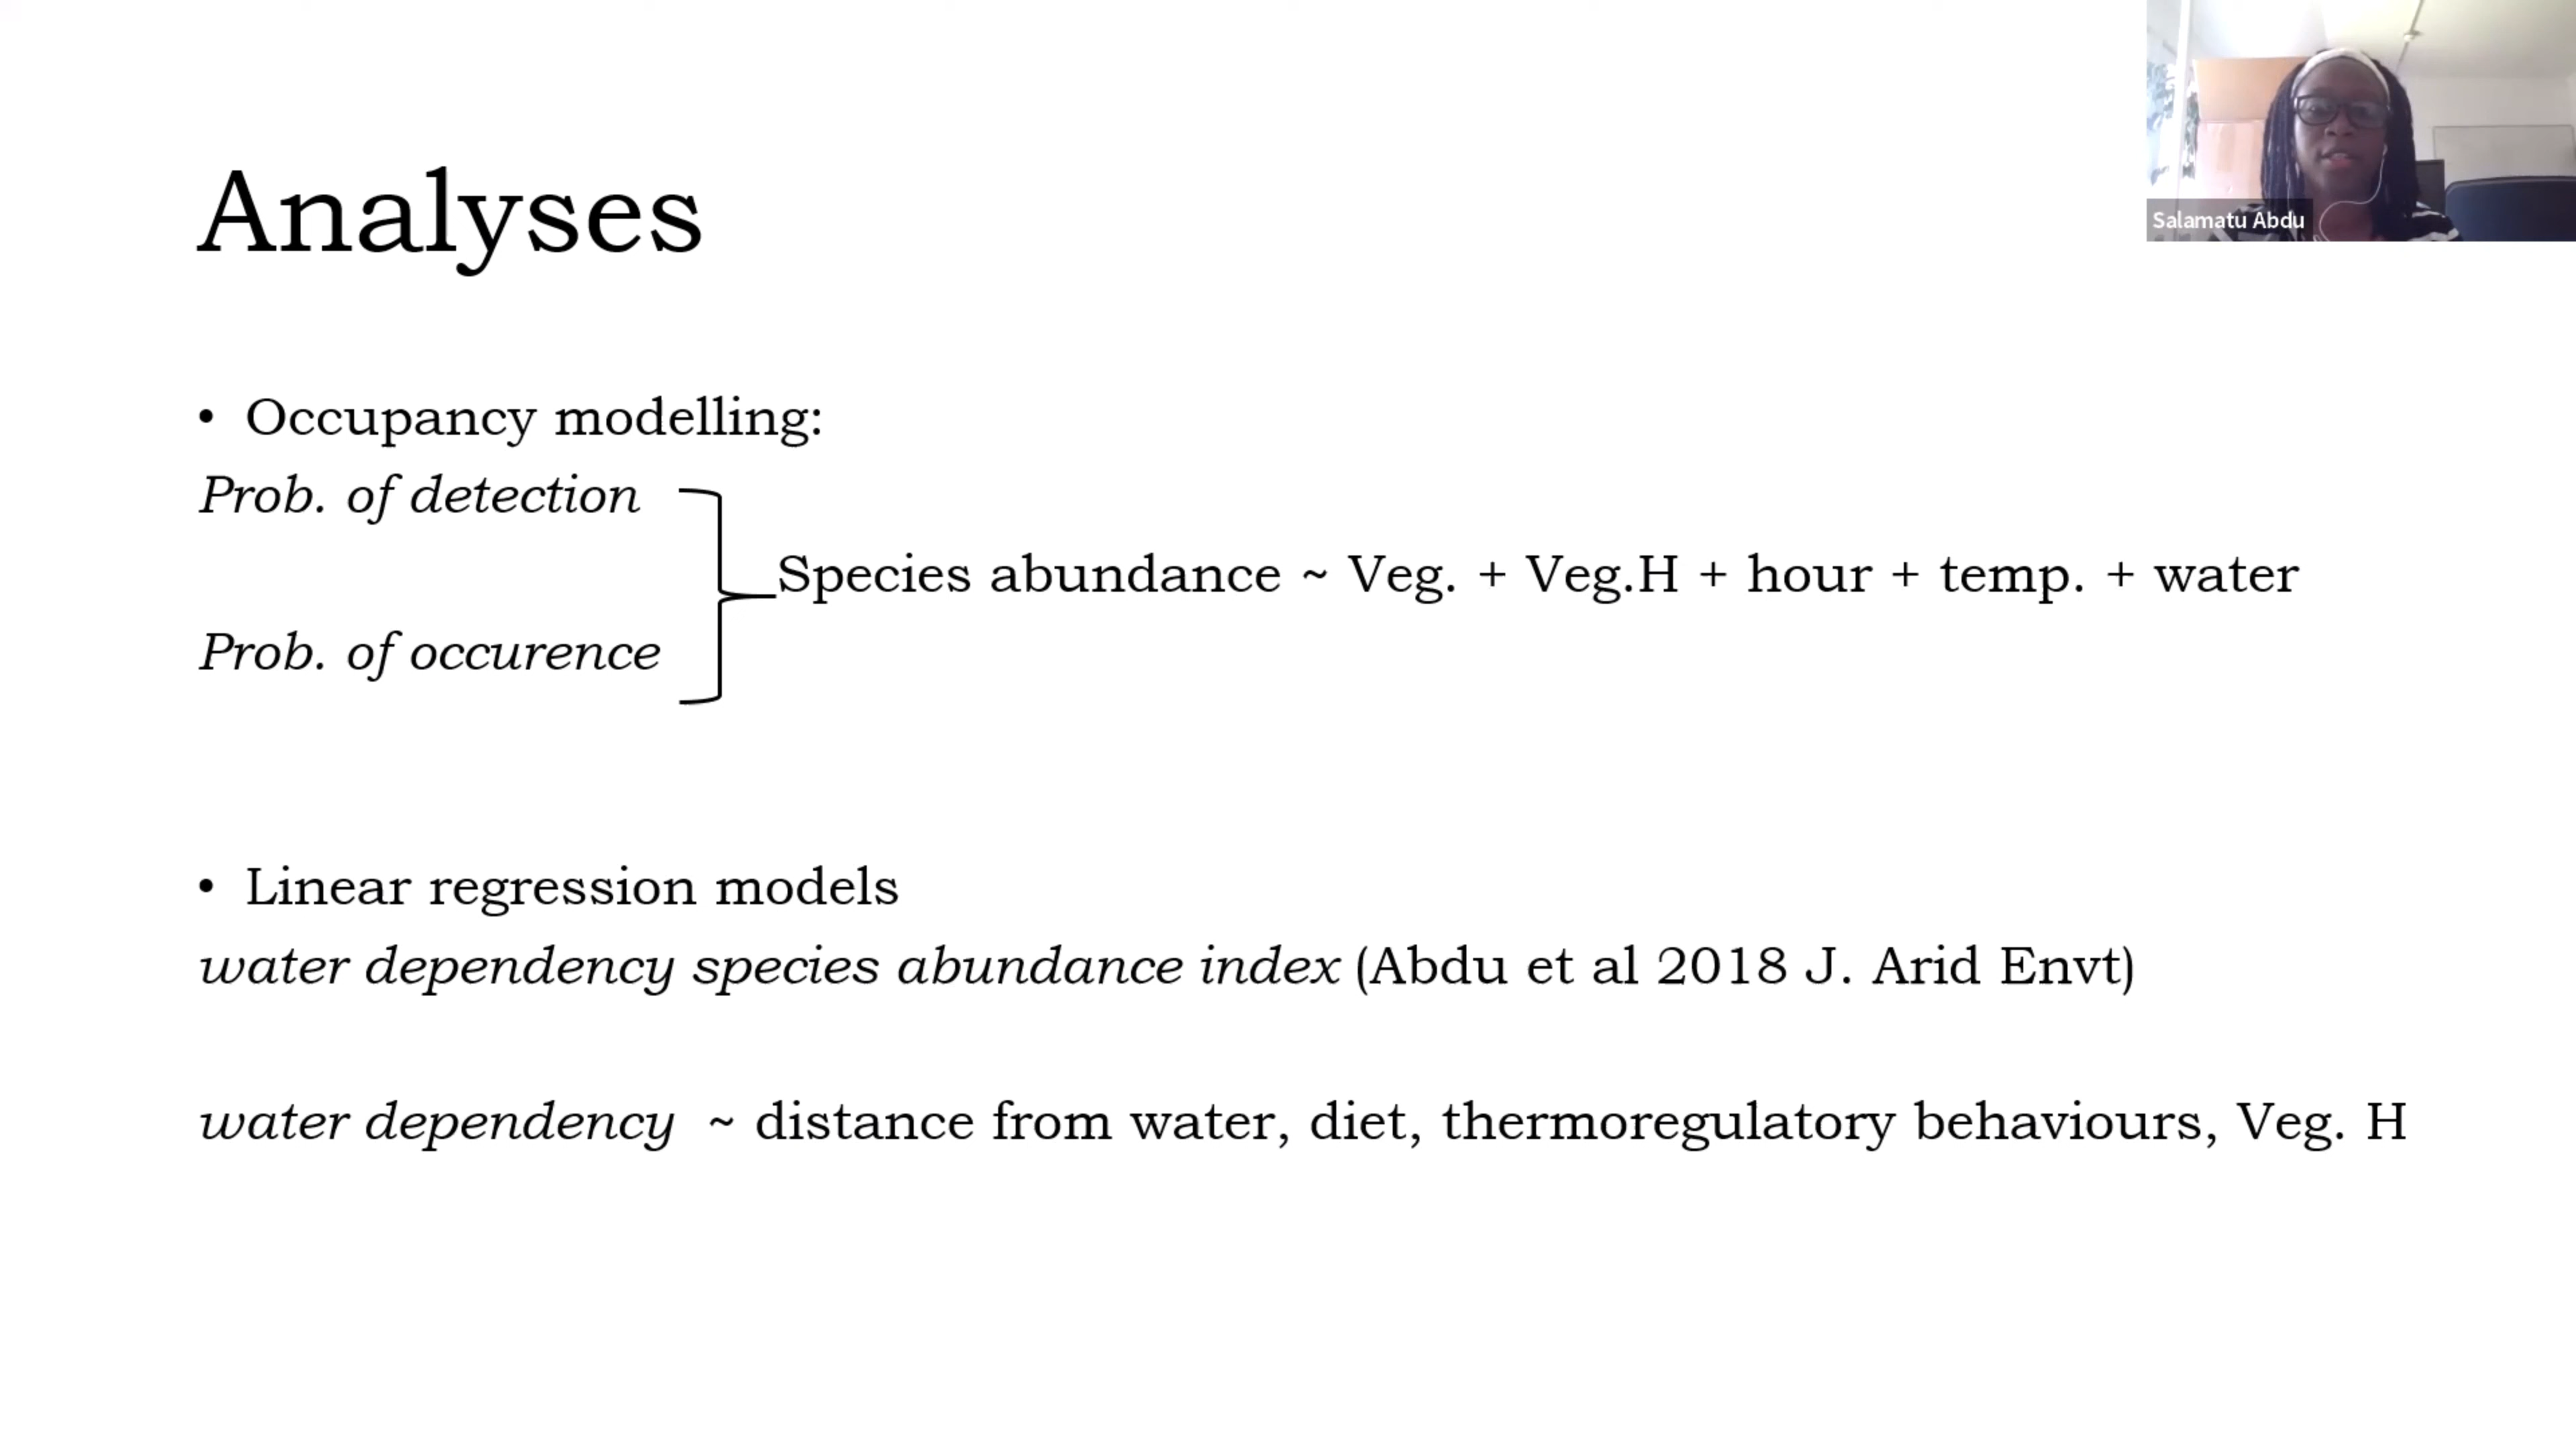 Salamatu Abdu
Analyses
• Occupancy modelling:
Prob. of detection
Species abundance ~ Veg. + Veg.H + hour + temp. + water
Prob. of occurence
• Linear regression models
water dependency species abundance index (Abdu et al 2018 J. Arid Envt)
water dependency ~ distance from water, diet, thermoregulatory behaviours, Veg. H